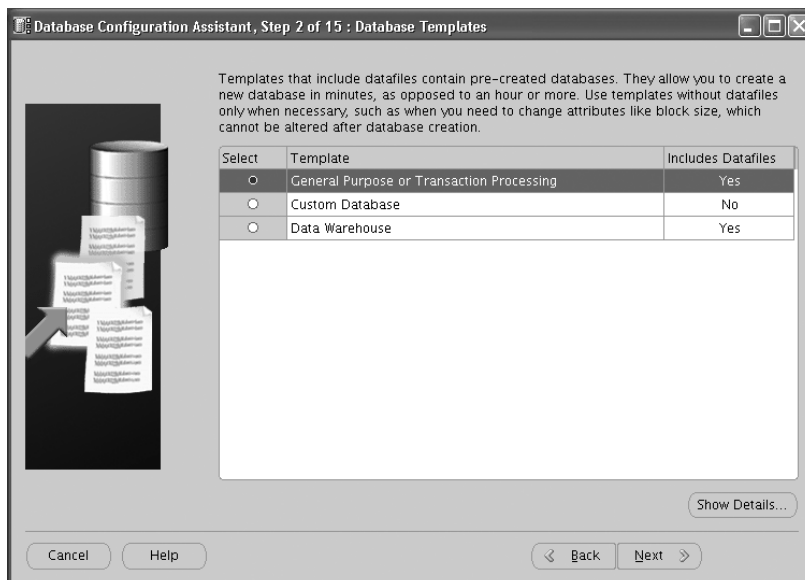 Database Configuration Assistant, Step 2 of 15 : Database Templates
Templates that include datafiles contain pre-created databases. They allow you to create a
new database in minutes, as opposed to an hour or more. Use templates without datafiles
only when necessary, such as when you need to change attributes like block size, which
cannot be altered after database creation.
Select Template Includes Datafiles
General Purpose or Transaction Processing Yes
Custom Database No
Data Warehouse Yes
Show Details...
Cancel Help Back Next